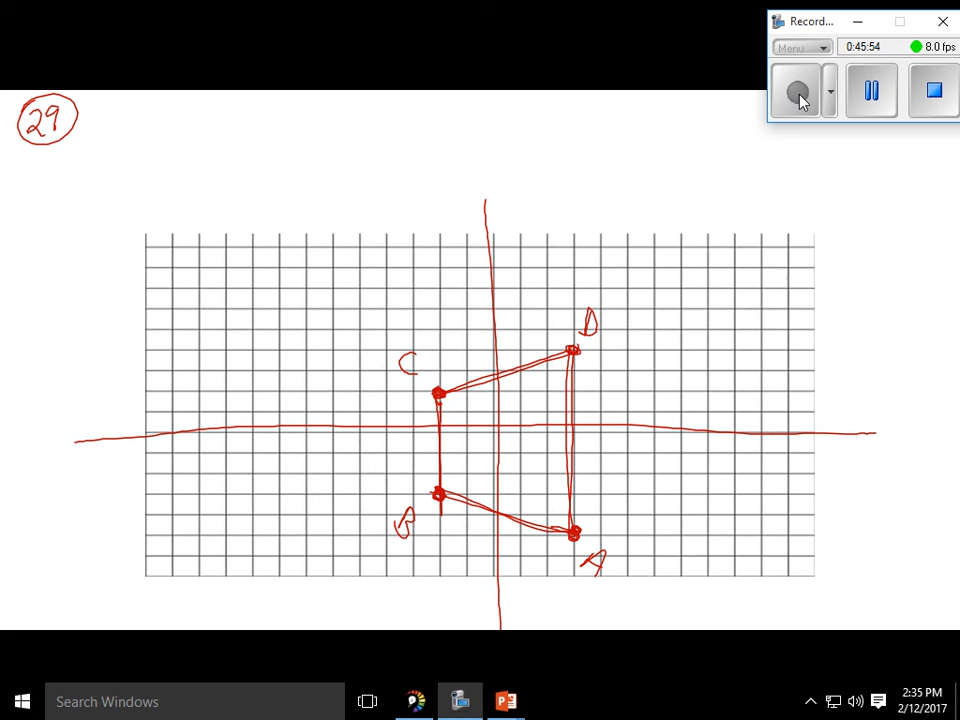 Record...
Menu
0:45:54
8.0 fps
29
D
C
B
A
Search Windows
2:35 PM
2/12/2017